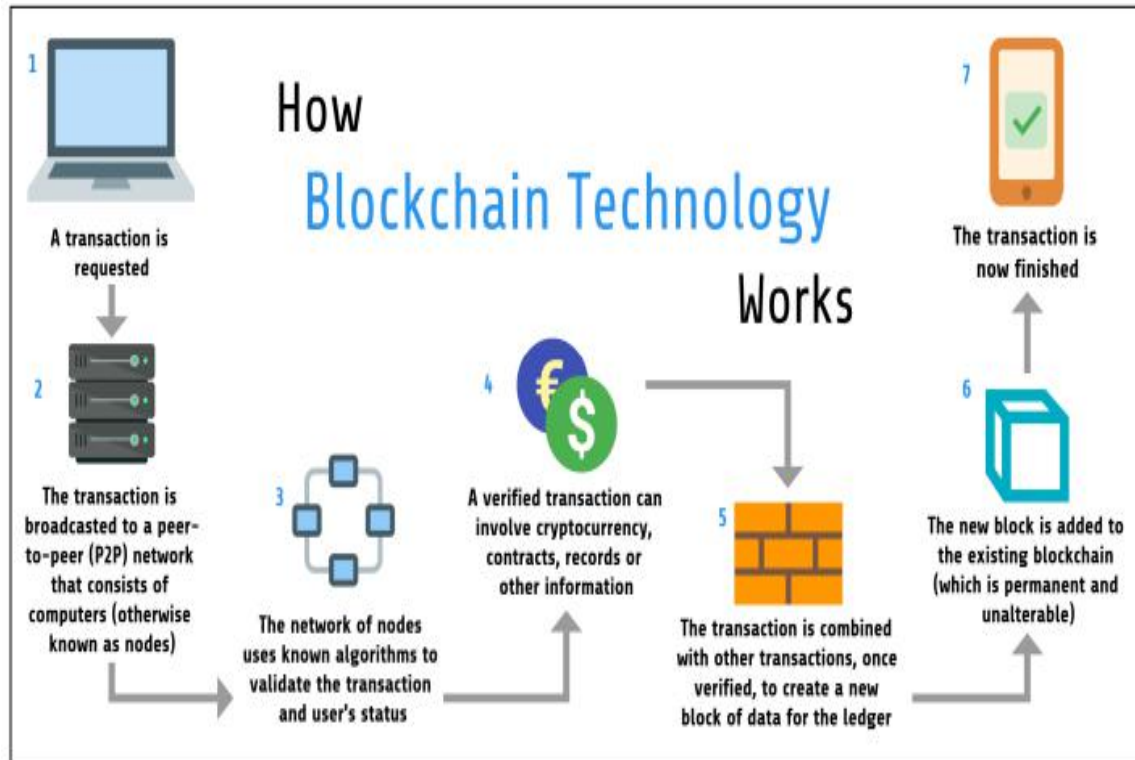 How
Blockchain Technology
Works
1
A transaction is
requested
2
The transaction is
broadcasted to a peer-
to-peer (P2P) network
that consists of
computers (otherwise
known as nodes)
3
The network of nodes
uses known algorithms to
validate the transaction
and user's status
4
€
$
A verified transaction can
involve cryptocurrency,
contracts, records or
other information
5
The transaction is combined
with other transactions, once
verified, to create a new
block of data for the ledger
6
The new block is added to
the existing blockchain
(which is permanent and
unalterable)
7
The transaction is
now finished